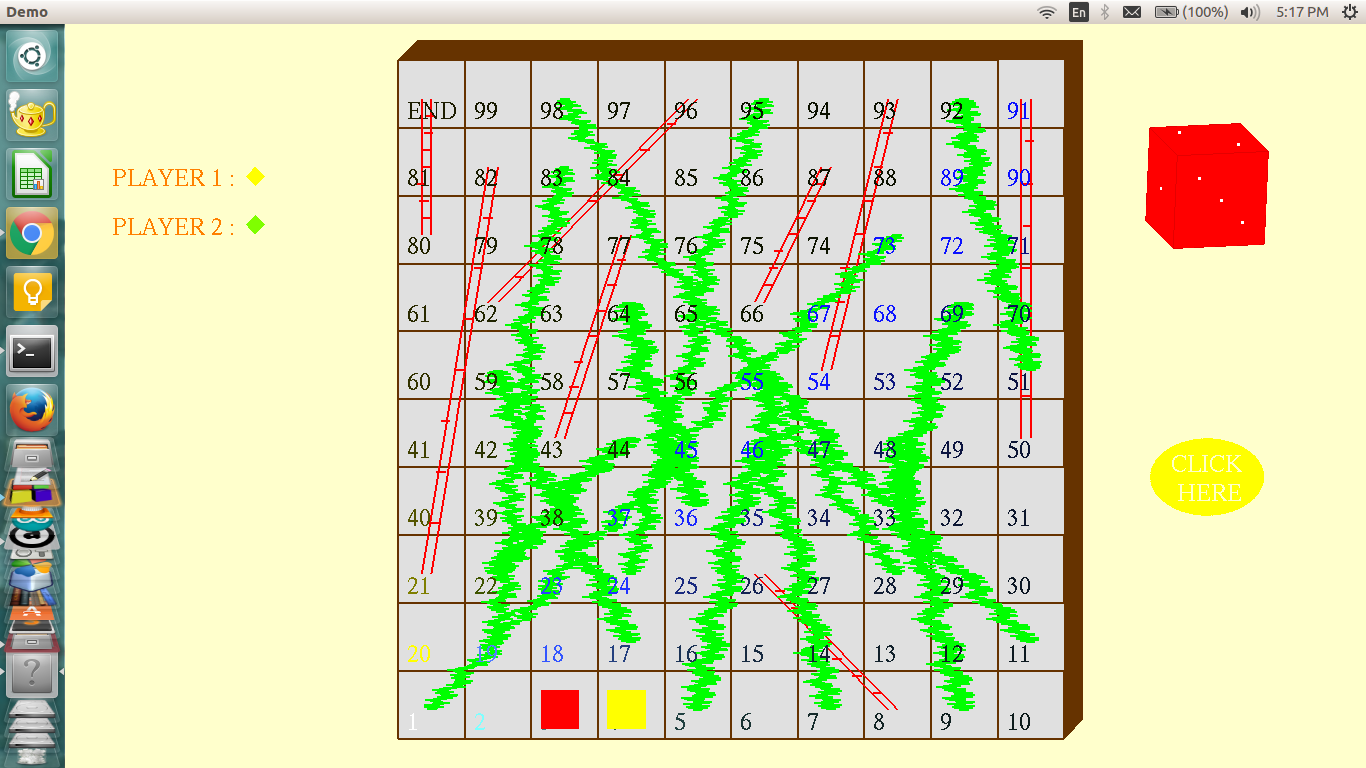 Demo
En (100%) 5:17 PM
END 99 98 97 96 95 94 93 92 91
81 82 83 84 85 86 87 88 89 90
PLAYER 1 :
PLAYER 2 :
80 79 78 77 76 75 74 73 72 71
61 62 63 64 65 66 67 68 69 70
60 59 58 57 56 55 54 53 52 51
41 42 43 44 45 46 47 48 49 50
CLICK
HERE
40 39 38 37 36 35 34 33 32 31
21 22 23 24 25 26 27 28 29 30
20 19 18 17 16 15 14 13 12 11
1 2 5 6 7 8 9 10